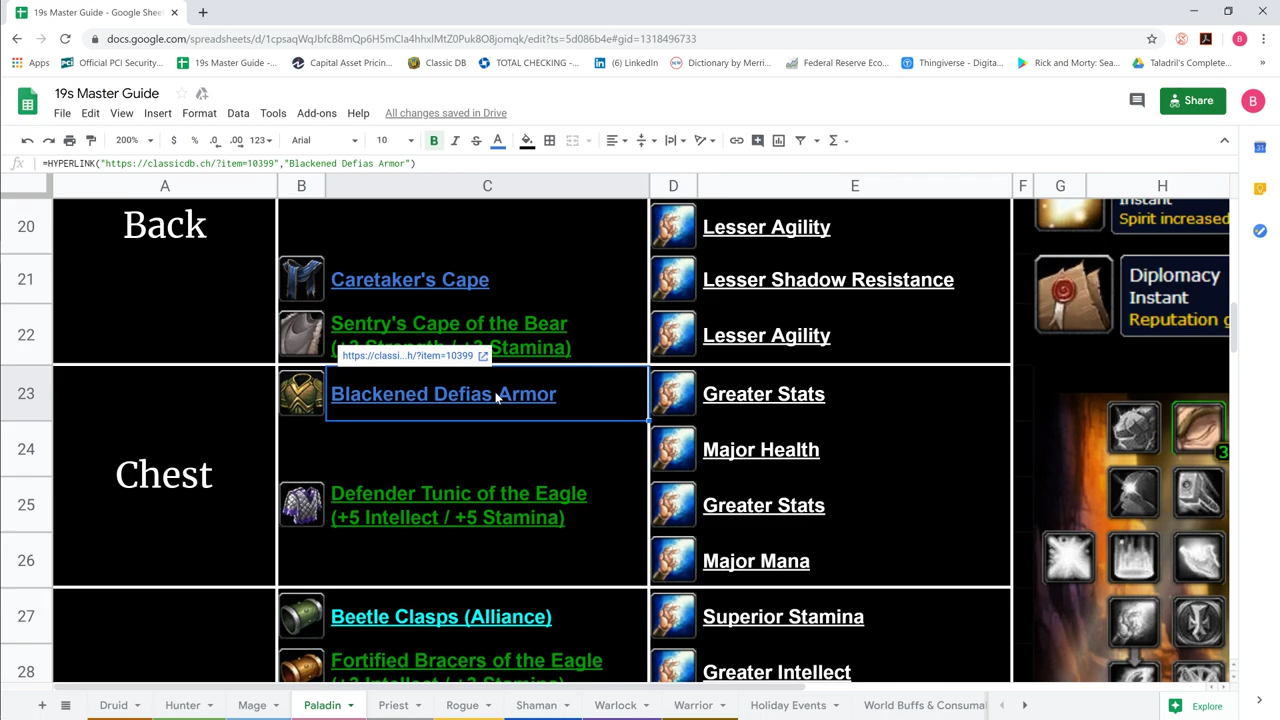 19s Master Guide - Google Shee
docs.google.com/spreadsheets/d/1cpsaqWqJbfcB8mQp6H5mCla4hhxlMtZ0Puk8O8jomqk/edit?ts=5d086b4e#gid=1318496733
B
Apps
Official PCI Security...
19s Master Guide -...
Capital Asset Pricin...
Classic DB
TOTAL CHECKING -...
(6) LinkedIn
Dictionary by Merri...
Federal Reserve Eco...
Thingiverse - Digita...
Rick and Morty: Sea...
Taladril's Complete...
19s Master Guide
File Edit View Insert Format Data Tools Add-ons Help All changes saved in Drive
Share
B
200% $ % .0 .00 123 Arial 10 B I S A
fx =HYPERLINK("https://classicdb.ch/?item=10399","Blackened Defias Armor")
A B C D E F G H
20 Back Lesser Agility
Instant
Spirit increased
21 Caretaker's Cape Lesser Shadow Resistance
Diplomacy
Instant
Reputation g
22 Sentry's Cape of the Bear Lesser Agility
Stamina)
https://classi...h/?item=10399
23 Blackened Defias Armor Greater Stats
24 Major Health
3
Chest
25 Defender Tunic of the Eagle Greater Stats
(+5 Intellect / +5 Stamina)
26 Major Mana
27 Beetle Clasps (Alliance) Superior Stamina
28 Fortified Bracers of the Eagle Greater Intellect
Druid Hunter Mage Paladin Priest Rogue Shaman Warlock Warrior Holiday Events World Buffs & Consuma
Explore